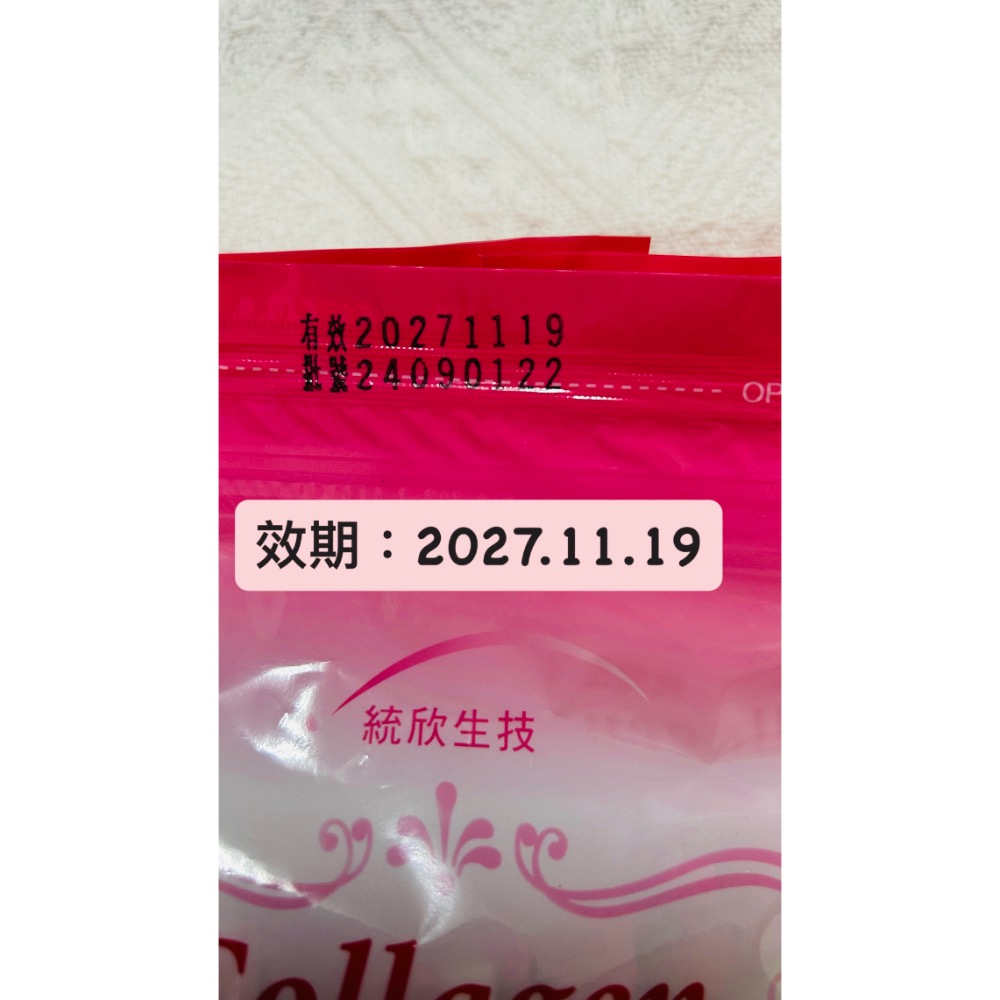 有效20271119
批號24090122
OP
效期：2027.11.19
統欣生技
Collagen